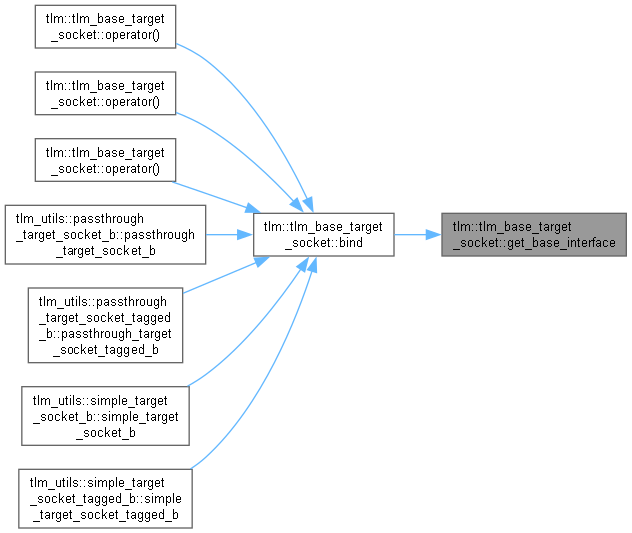 tlm::tlm_base_target
_socket::operator()
tlm::tlm_base_target
_socket::operator()
tlm::tlm_base_target
_socket::operator()
tlm_utils::passthrough
_target_socket_b::passthrough
_target_socket_b
tlm_utils::passthrough
_target_socket_tagged
_b::passthrough_target
_socket_tagged_b
tlm_utils::simple_target
_socket_b::simple_target
_socket_b
tlm_utils::simple_target
_socket_tagged_b::simple
_target_socket_tagged_b
tlm::tlm_base_target
_socket::bind
tlm::tlm_base_target
_socket::get_base_interface